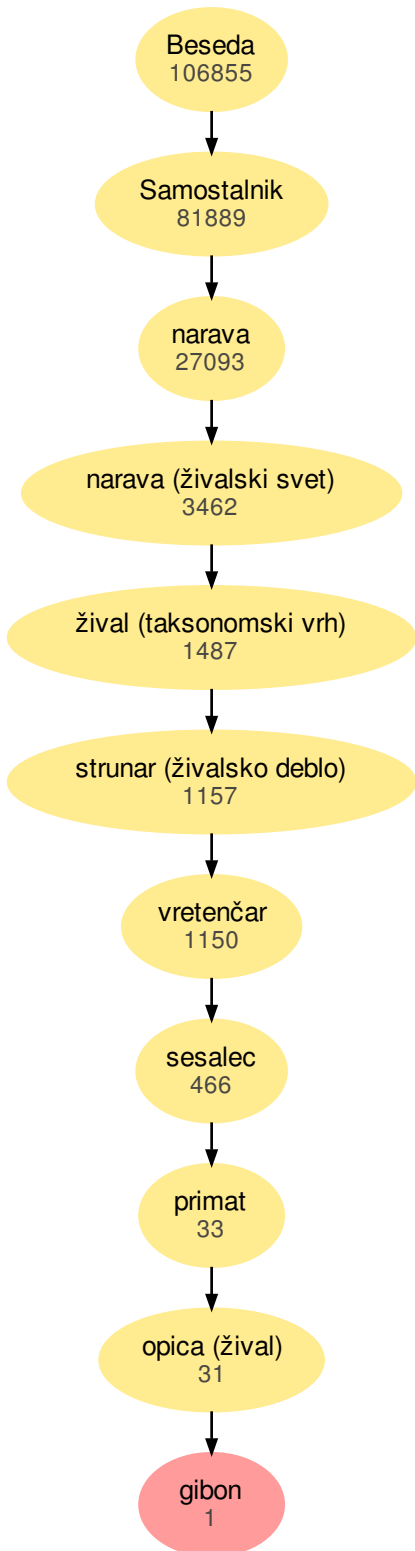 Beseda
106855
Samostalnik
81889
narava
27093
narava (živalski svet)
3462
žival (taksonomski vrh)
1487
strunar (živalsko deblo)
1157
vretenčar
1150
sesalec
466
primat
33
opica (žival)
31
gibon
1